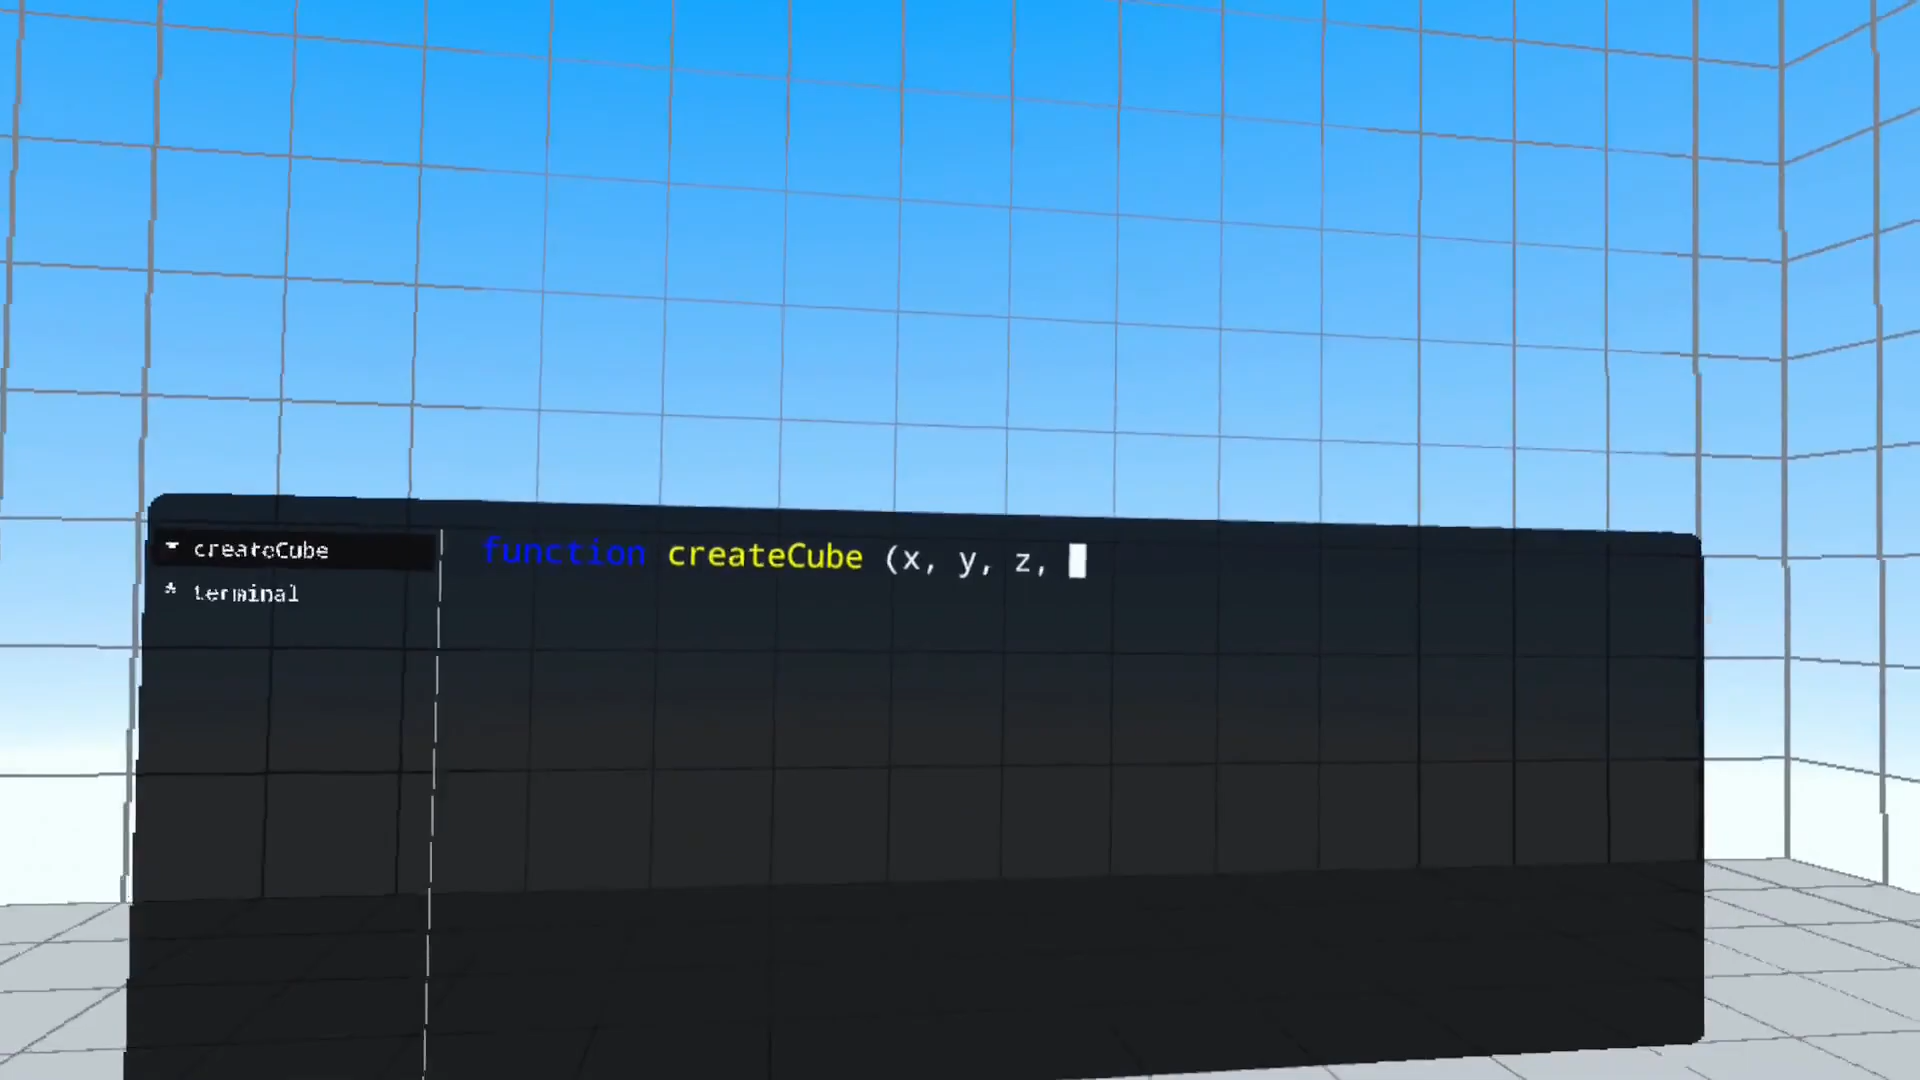 createCube
* terminal
function createCube (x, y, z,